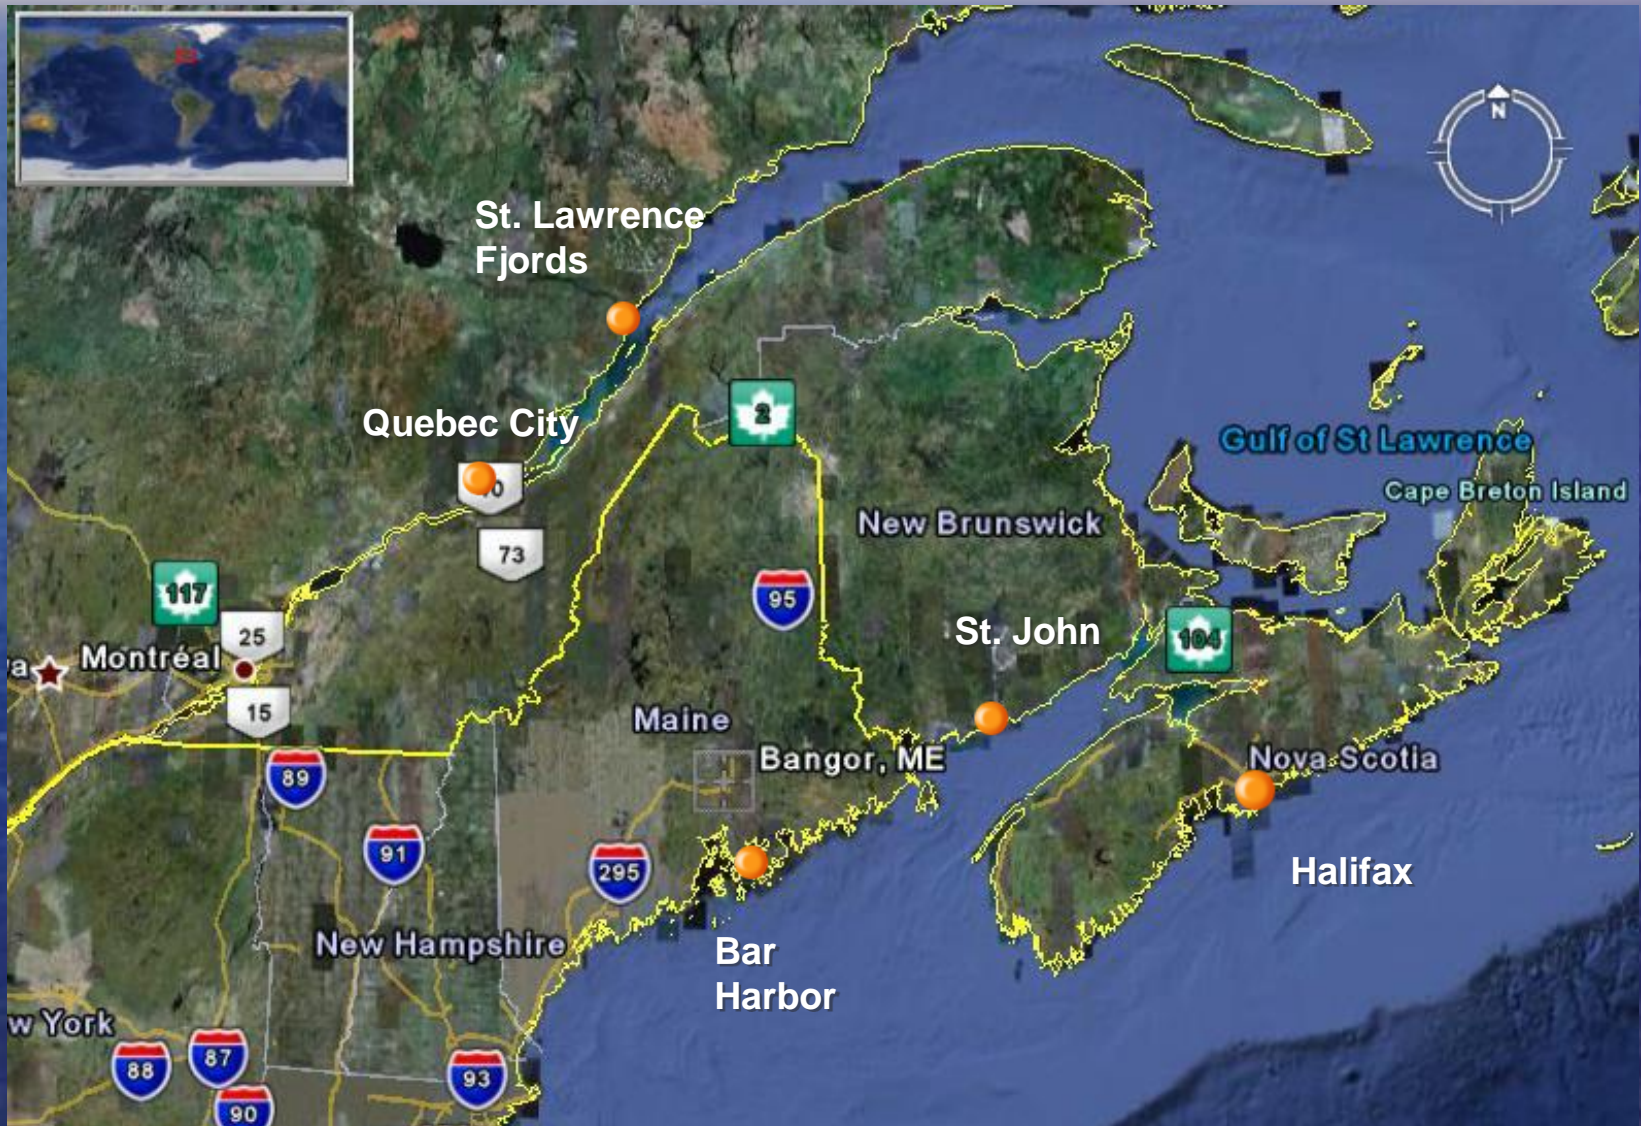 N
St. Lawrence
Fjords
Quebec City
2
Gulf of St Lawrence
Cape Breton Island
New Brunswick
73
117
95
25
St. John
104
a
Montréal
15
Maine
Bangor, ME
Nova Scotia
89
91
295
Halifax
New Hampshire
Bar
Harbor
w York
88
87
93
90